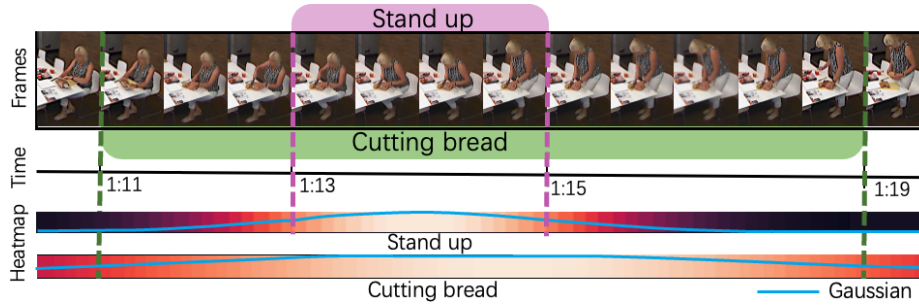 Stand up
Frames
Cutting bread
Time
1:11
1:13
1:15
1:19
Heatmap
Stand up
Cutting bread
Gaussian